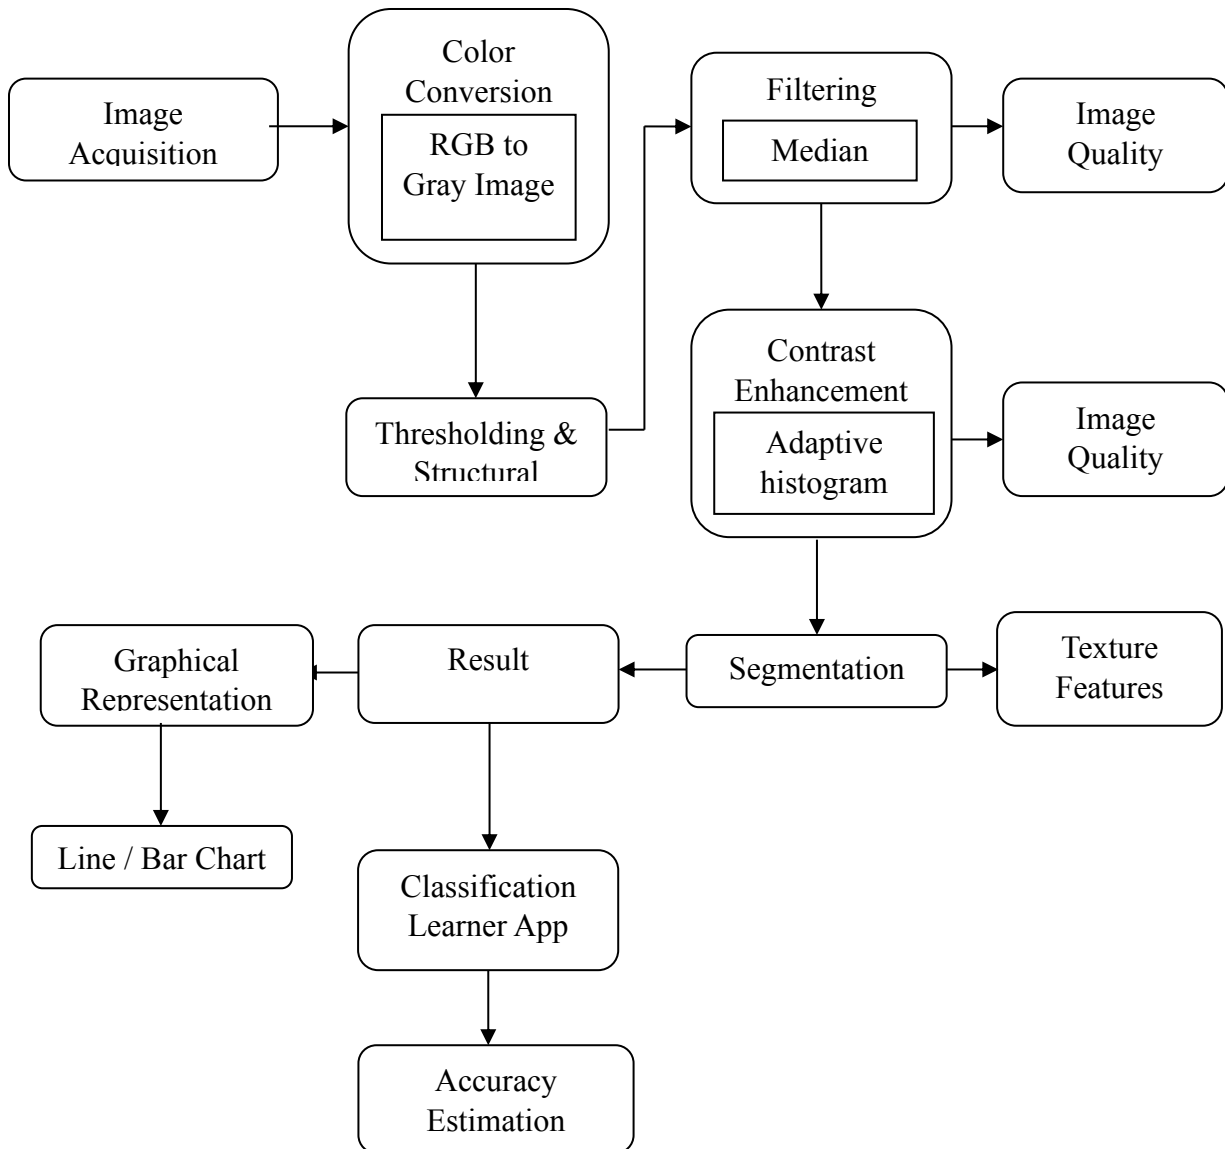 Image
Acquisition
Color
Conversion
RGB to
Gray Image
Thresholding &
Structural
Filtering
Median
Image
Quality
Contrast
Enhancement
Adaptive
histogram
Image
Quality
Segmentation
Texture
Features
Result
Graphical
Representation
Line / Bar Chart
Classification
Learner App
Accuracy
Estimation